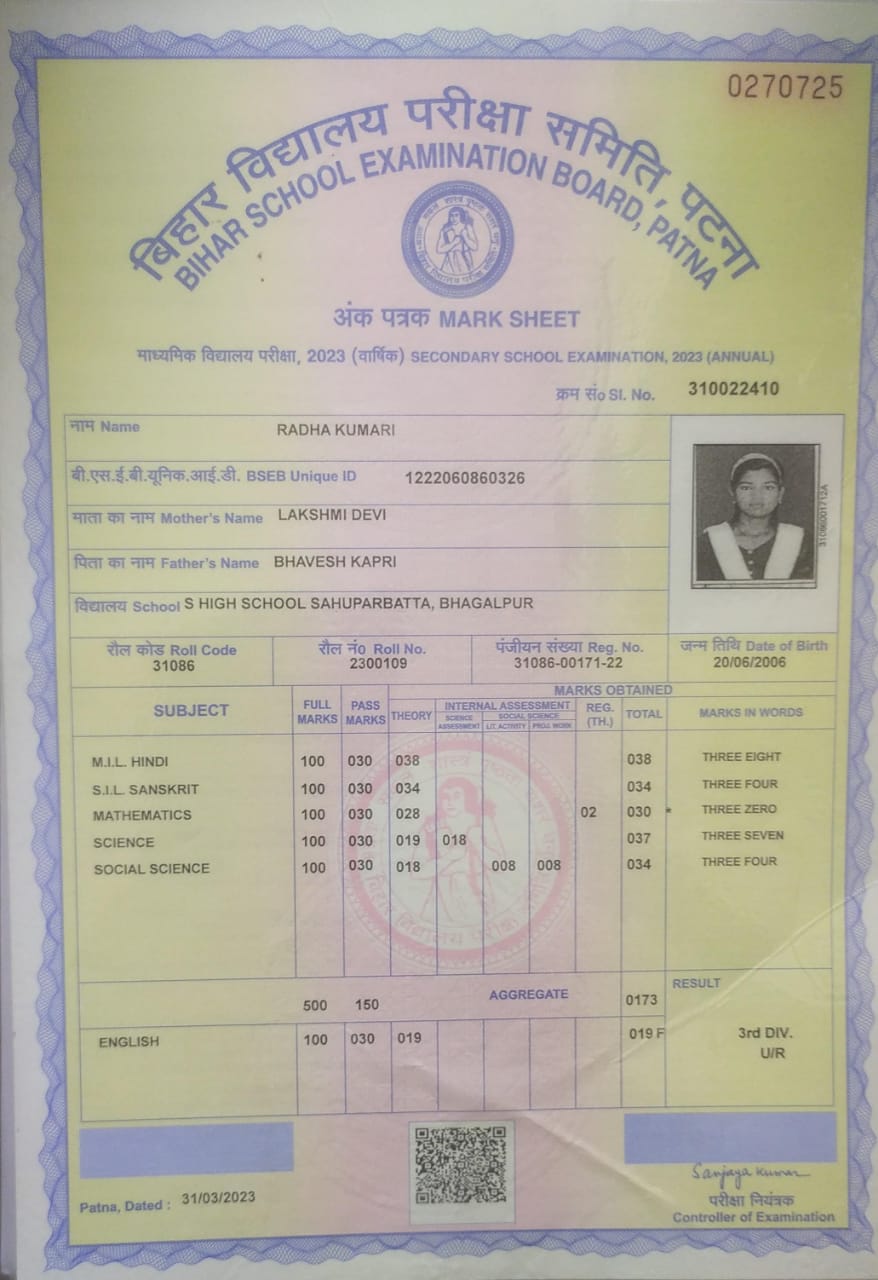 0270725
बिहार विद्यालय परीक्षा समिति, पटना
BIHAR SCHOOL EXAMINATION BOARD, PATNA
अंक पत्रक MARK SHEET
माध्यमिक विद्यालय परीक्षा, 2023 (वार्षिक) SECONDARY SCHOOL EXAMINATION, 2023 (ANNUAL)
क्रम सं० SI. No. 310022410
नाम Name RADHA KUMARI
बी.एस.ई.बी.यूनिक.आई.डी. BSEB Unique ID 1222060860326
माता का नाम Mother's Name LAKSHMI DEVI
पिता का नाम Father's Name BHAVESH KAPRI
विद्यालय School S HIGH SCHOOL SAHUPARBATTA, BHAGALPUR
रौल कोड Roll Code रौल नं0 Roll No. पंजीयन संख्या Reg. No. जन्म तिथि Date of Birth
31086 2300109 31086-00171-22 20/06/2006
MARKS OBTAINED
SUBJECT FULL MARKS PASS MARKS THEORY INTERNAL ASSESSMENT REG. (TH.) TOTAL MARKS IN WORDS
SCIENCE ASSESSMENT SOCIAL SCIENCE LIT. ACTIVITY PROJ. WORK
M.I.L. HINDI 100 030 038 038 THREE EIGHT
S.I.L. SANSKRIT 100 030 034 034 THREE FOUR
MATHEMATICS 100 030 028 02 030 * THREE ZERO
SCIENCE 100 030 019 018 037 THREE SEVEN
SOCIAL SCIENCE 100 030 018 008 008 034 THREE FOUR
500 150 AGGREGATE 0173 RESULT
ENGLISH 100 030 019 019 F 3rd DIV.
U/R
Patna, Dated : 31/03/2023
Sanjaya Kumar
परीक्षा नियंत्रक
Controller of Examination